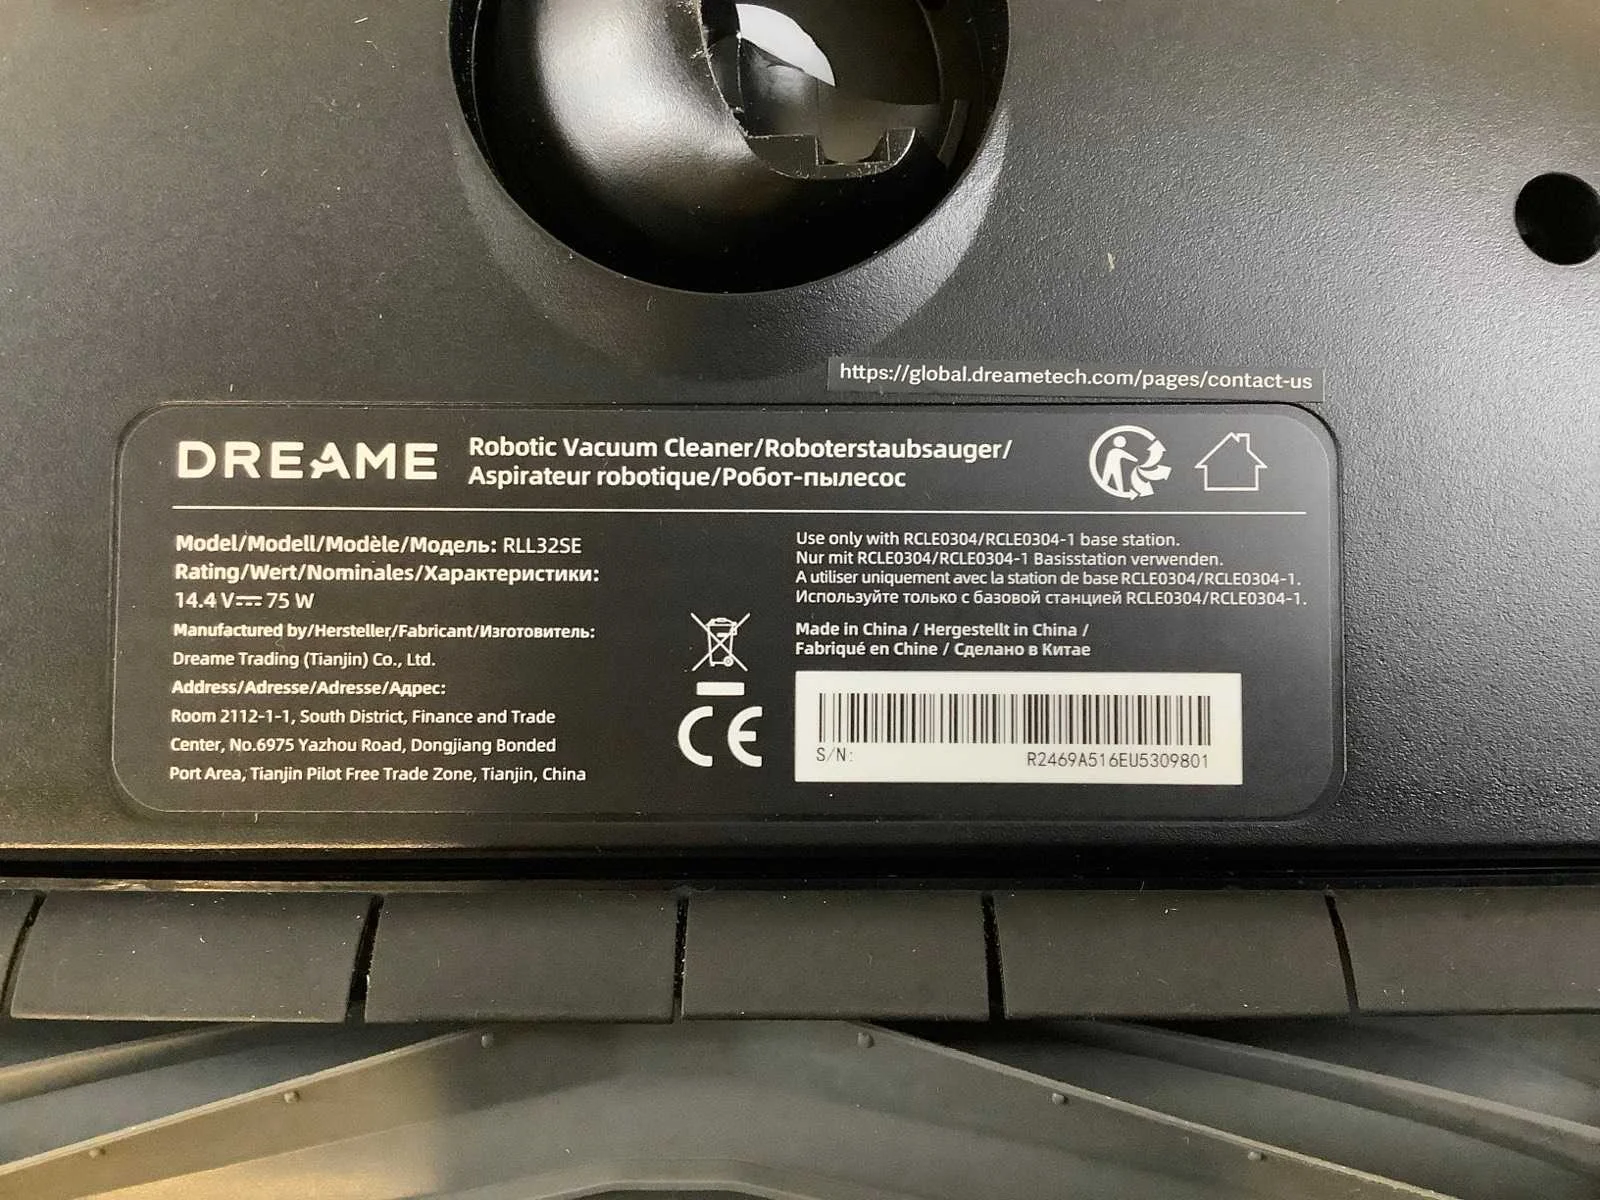 https://global.dreametech.com/pages/contact-us
DREAME
Robotic Vacuum Cleaner/Roboterstaubsauger/
Aspirateur robotique/Робот-пылесос
Model/Modell/Modèle/Модель: RLL32SE
Rating/Wert/Nominales/Характеристики:
14.4 V⎓ 75 W
Manufactured by/Hersteller/Fabricant/Изготовитель:
Dreame Trading (Tianjin) Co., Ltd.
Address/Adresse/Adresse/Адрес:
Room 2112-1-1, South District, Finance and Trade
Center, No.6975 Yazhou Road, Dongjiang Bonded
Port Area, Tianjin Pilot Free Trade Zone, Tianjin, China
CE
Use only with RCLE0304/RCLE0304-1 base station.
Nur mit RCLE0304/RCLE0304-1 Basisstation verwenden.
A utiliser uniquement avec la station de base RCLE0304/RCLE0304-1.
Используйте только с базовой станцией RCLE0304/RCLE0304-1.
Made in China / Hergestellt in China /
Fabriqué en Chine / Сделано в Китае
S/N: R2469A516EU5309801